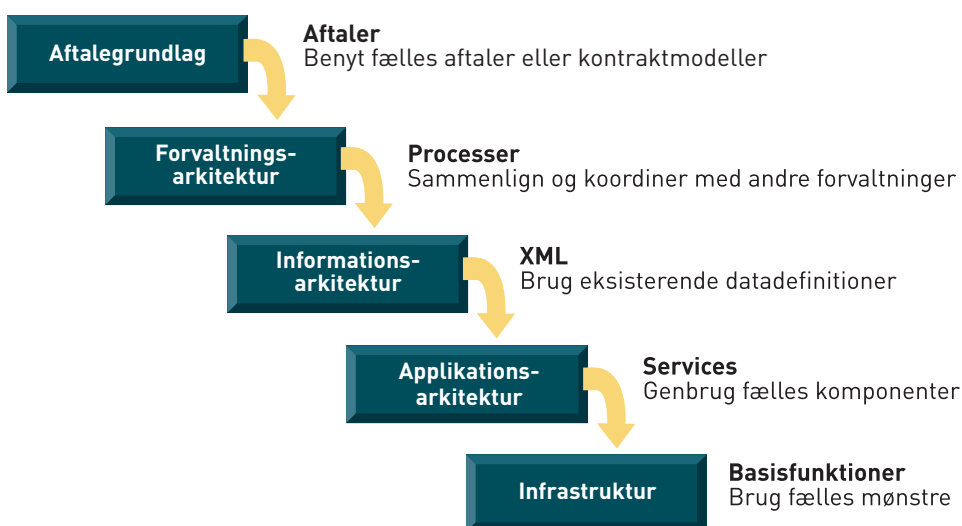 Aftalegrundlag
Aftaler
Benyt fælles aftaler eller kontraktmodeller
Forvaltnings-
arkitektur
Processer
Sammenlign og koordiner med andre forvaltninger
Informations-
arkitektur
XML
Brug eksisterende datadefinitioner
Applikations-
arkitektur
Services
Genbrug fælles komponenter
Infrastruktur
Basisfunktioner
Brug fælles mønstre